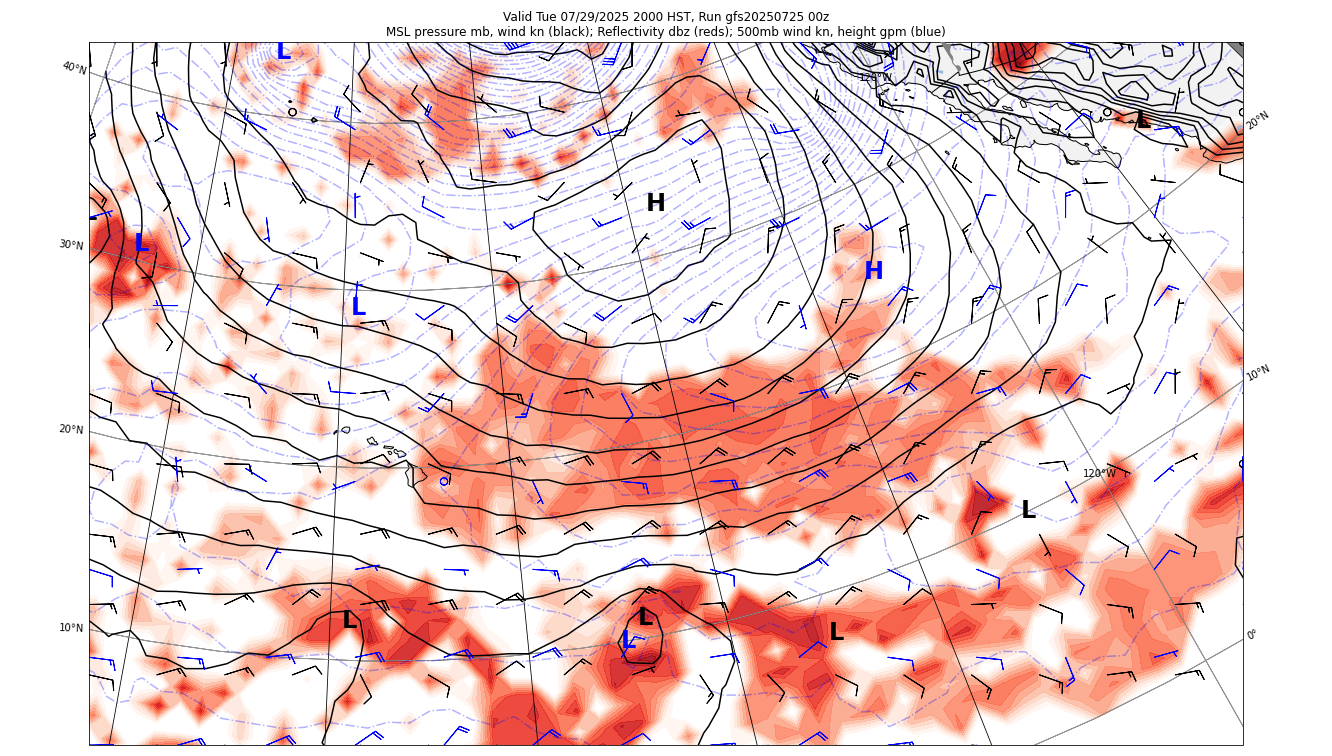 Valid Tue 07/29/2025 2000 HST, Run gfs20250725 00z
MSL pressure mb, wind kn (black); Reflectivity dbz (reds); 500mb wind kn, height gpm (blue)
L
40°N
120°W
L
20°N
H
L
30°N
H
L
10°N
20°N
120°W
L
L
L
L
L
10°N
0°